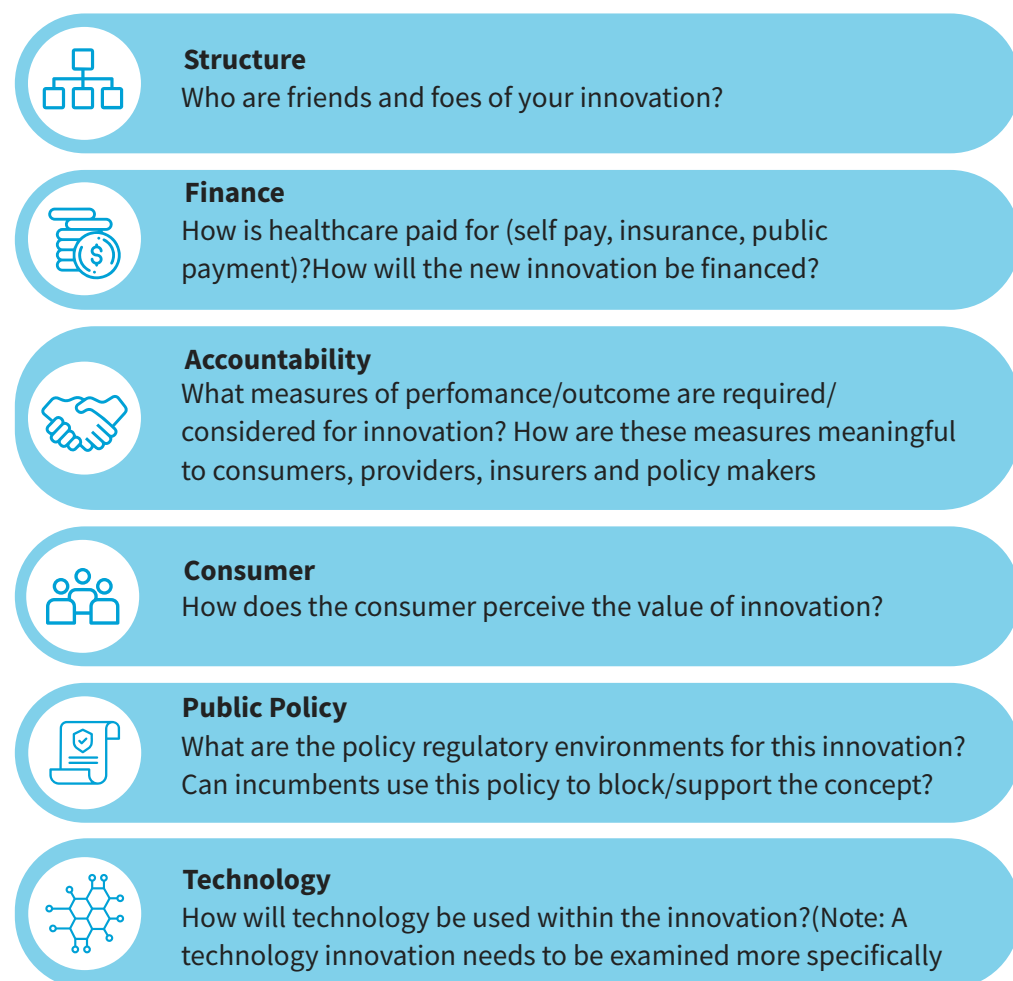 Structure
Who are friends and foes of your innovation?
Finance
How is healthcare paid for (self pay, insurance, public
payment)?How will the new innovation be financed?
$
Accountability
What measures of perfomance/outcome are required/
considered for innovation? How are these measures meaningful
to consumers, providers, insurers and policy makers
Consumer
How does the consumer perceive the value of innovation?
Public Policy
What are the policy regulatory environments for this innovation?
Can incumbents use this policy to block/support the concept?
Technology
How will technology be used within the innovation?(Note: A
technology innovation needs to be examined more specifically